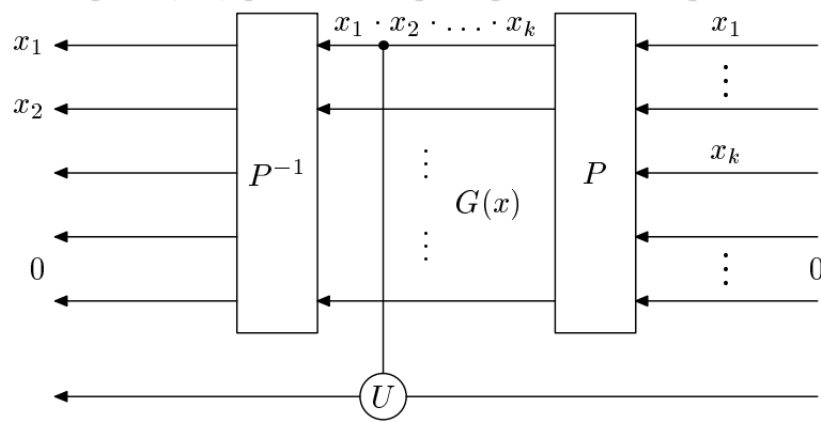 x₁ · x₂ · … · xₖ
x₁
x₁
x₂
xₖ
P⁻¹
P
G(x)
0
0
U